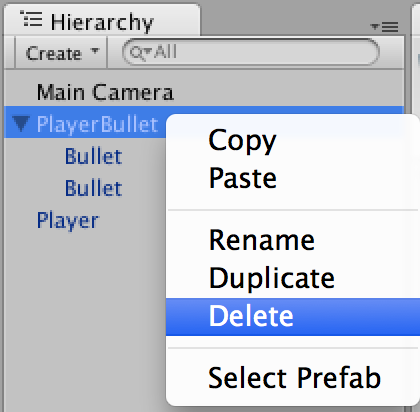 Hierarchy
Create
All
Main Camera
PlayerBullet
Bullet
Bullet
Player
Copy
Paste
Rename
Duplicate
Delete
Select Prefab